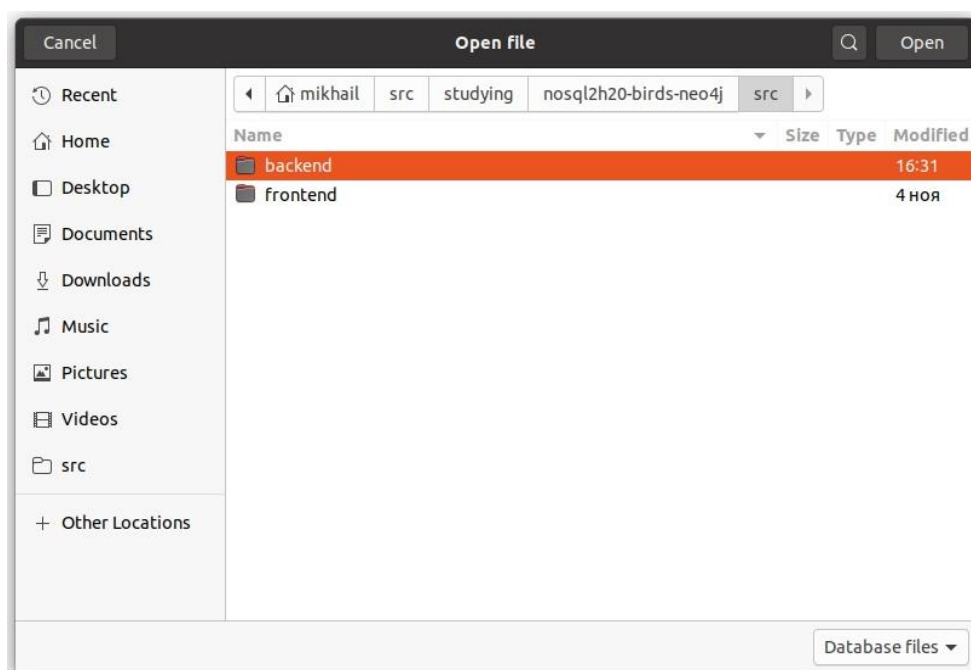 Cancel Open file Open
Recent
Home
Desktop
Documents
Downloads
Music
Pictures
Videos
src
+ Other Locations
mikhail src studying nosql2h20-birds-neo4j src
Name Size Type Modified
backend 16:31
frontend 4 ноя
Database files